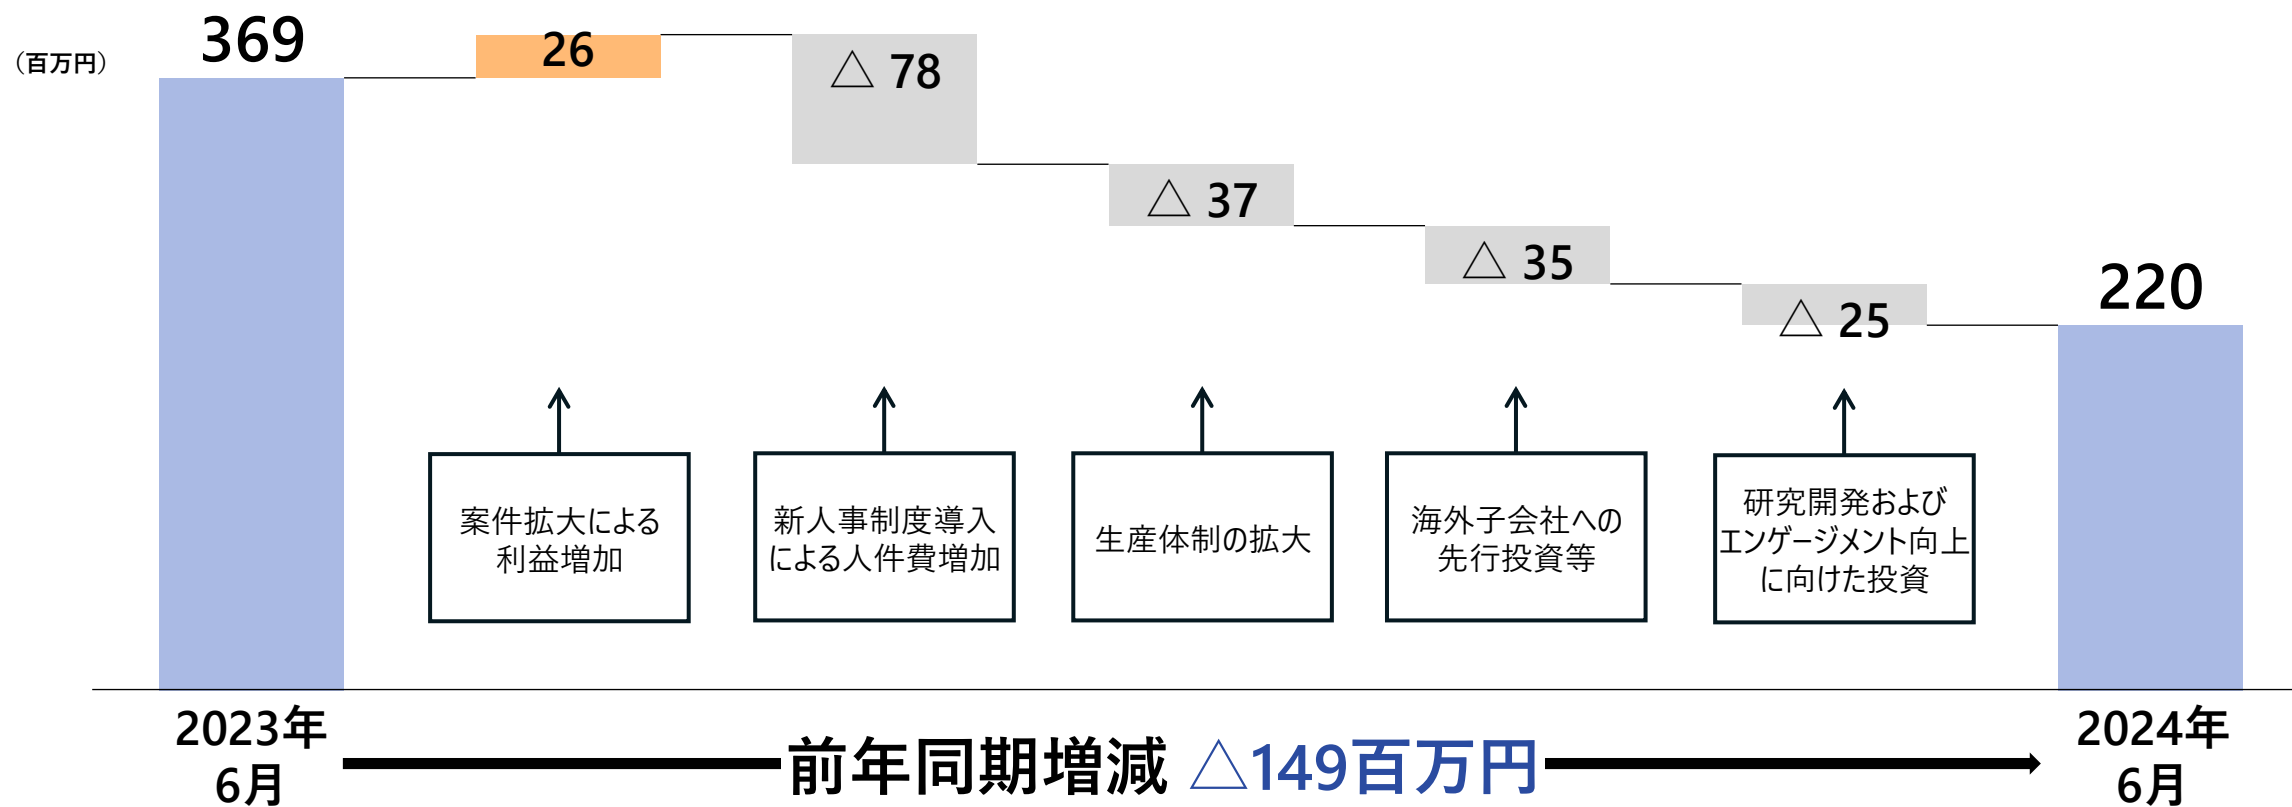 （百万円）
369
26
△ 78
△ 37
△ 35
△ 25
220
案件拡大による
利益増加
新人事制度導入
による人件費増加
生産体制の拡大
海外子会社への
先行投資等
研究開発および
エンゲージメント向上
に向けた投資
2023年
6月
前年同期増減 △149百万円
2024年
6月